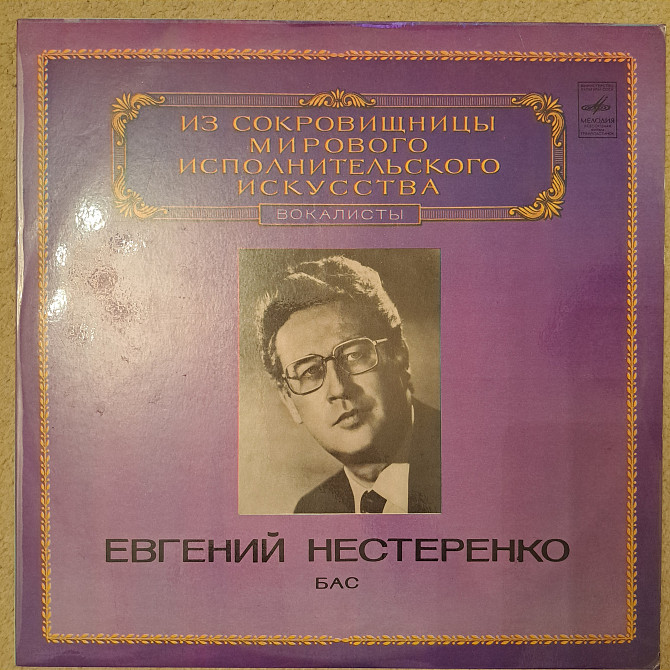 ИЗ СОКРОВИЩНИЦЫ
МИРОВОГО
ИСПОЛНИТЕЛЬСКОГО
ИСКУССТВА
ВОКАЛИСТЫ
МЕЛОДИЯ
ЕВГЕНИЙ НЕСТЕРЕНКО
БАС